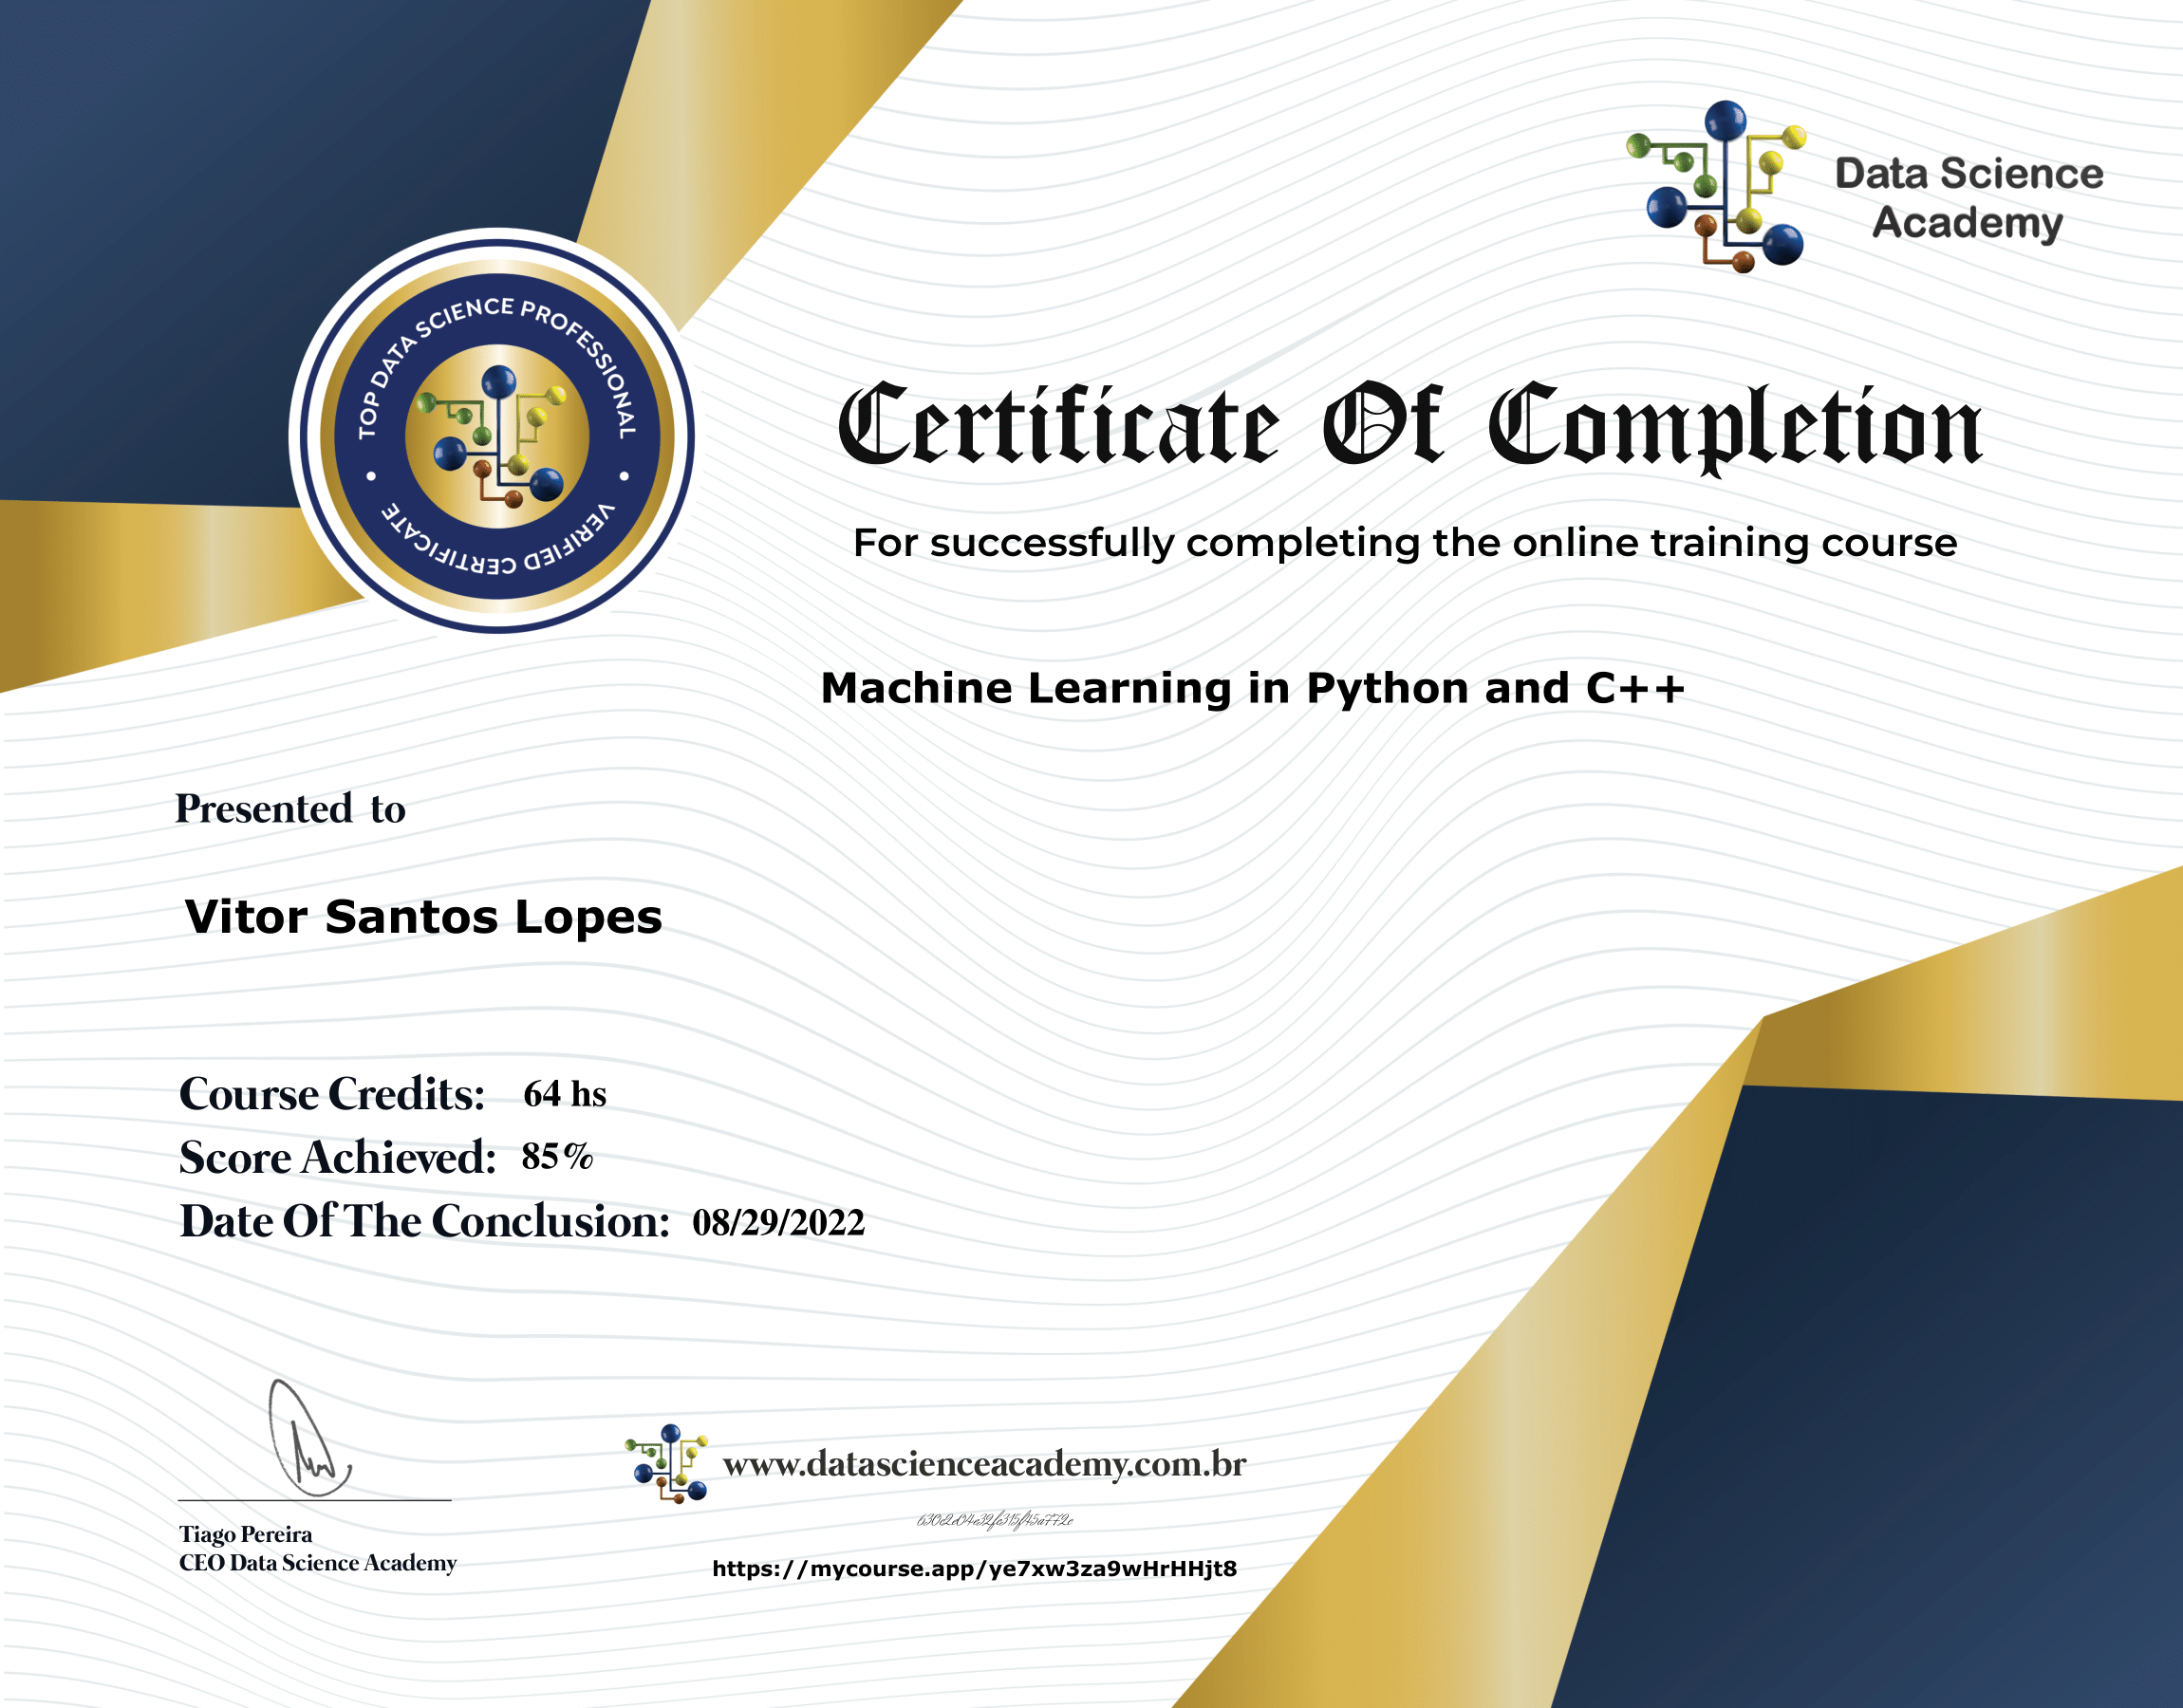 Data Science
Academy
TOP DATA SCIENCE PROFESSIONAL
VERIFIED CERTIFICATE
Certificate Of Completion
For successfully completing the online training course
Machine Learning in Python and C++
Presented to
Vitor Santos Lopes
Course Credits: 64 hs
Score Achieved: 85%
Date Of The Conclusion: 08/29/2022
Tiago Pereira
CEO Data Science Academy
www.datascienceacademy.com.br
https://mycourse.app/ye7xw3za9wHrHHjt8